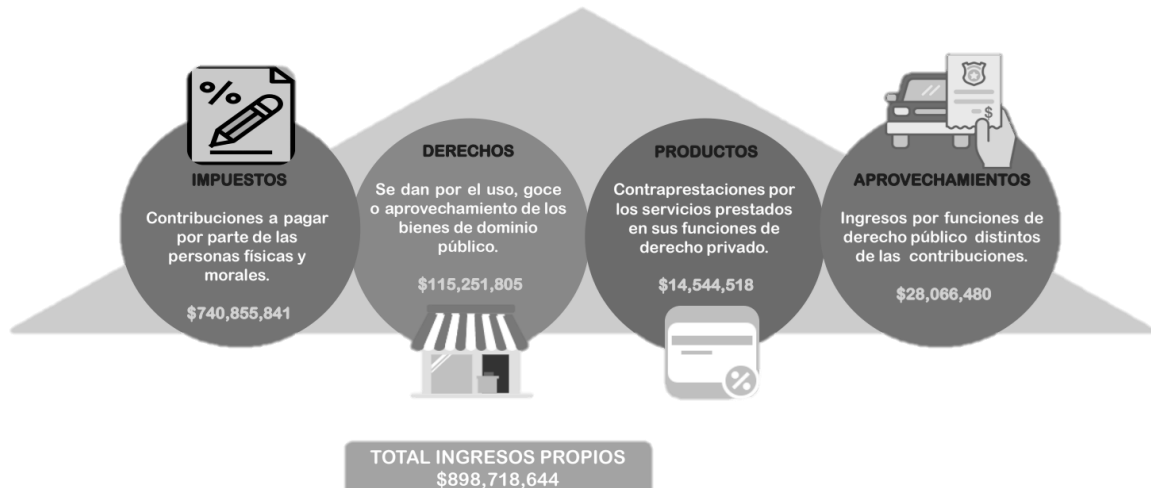 IMPUESTOS
Contribuciones a pagar
por parte de las
personas físicas y
morales.
$740,855,841
DERECHOS
Se dan por el uso, goce
o aprovechamiento de los
bienes de dominio
público.
$115,251,805
PRODUCTOS
Contraprestaciones por
los servicios prestados
en sus funciones de
derecho privado.
$14,544,518
$
APROVECHAMIENTOS
Ingresos por funciones de
derecho público distintos
de las contribuciones.
$28,066,480
TOTAL INGRESOS PROPIOS
$898,718,644